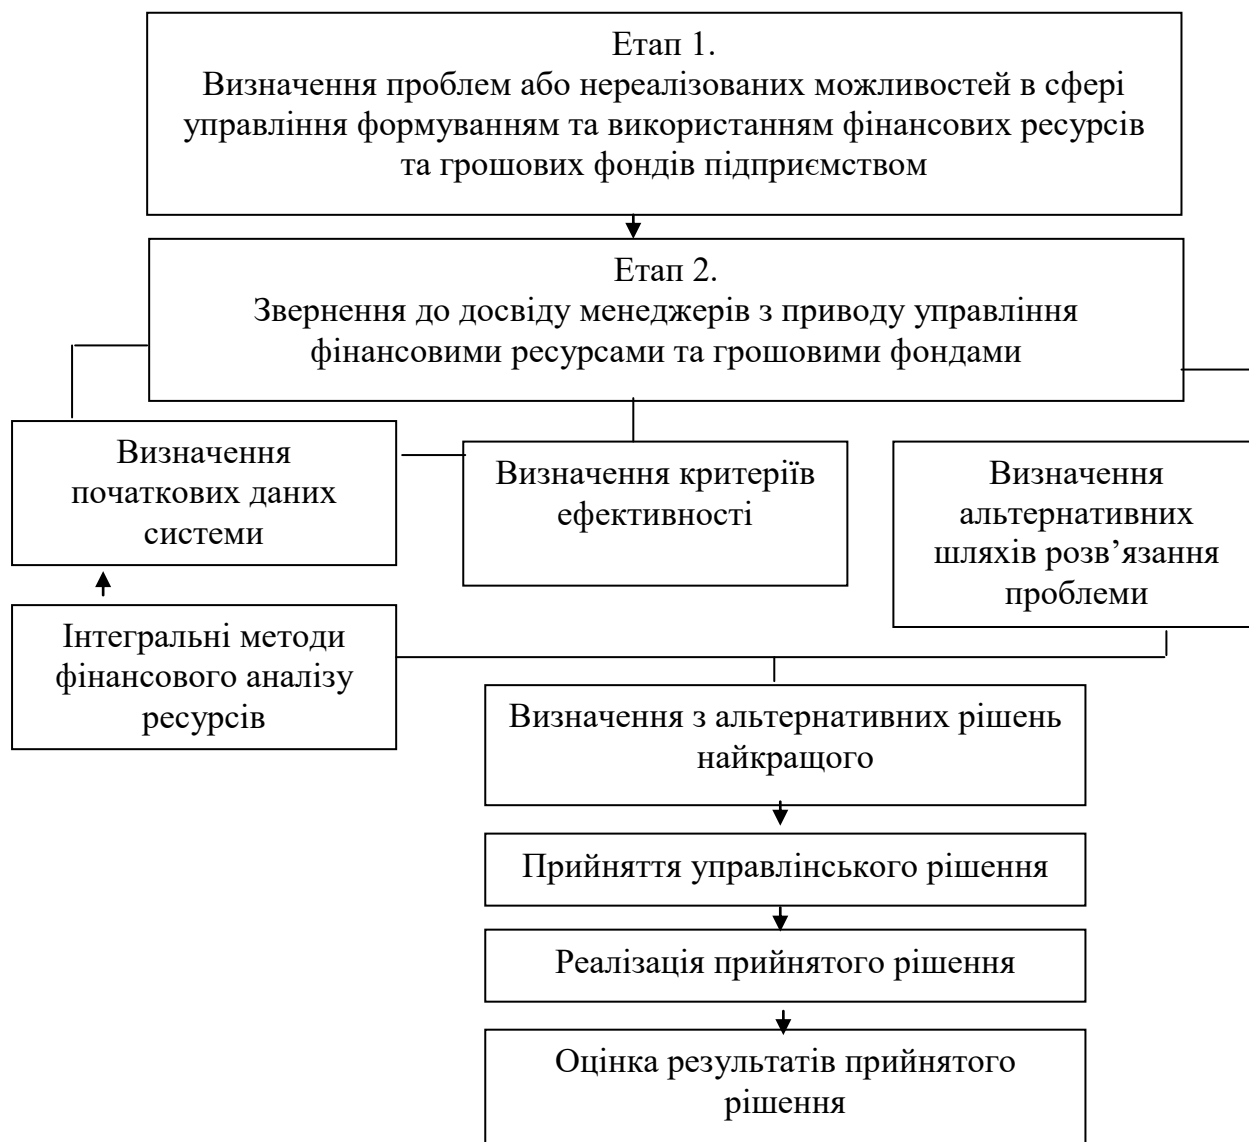 Етап 1.
Визначення проблем або нереалізованих можливостей в сфері
управління формуванням та використанням фінансових ресурсів
та грошових фондів підприємством
Етап 2.
Звернення до досвіду менеджерів з приводу управління
фінансовими ресурсами та грошовими фондами
Визначення
початкових даних
системи
Визначення критеріїв
ефективності
Визначення
альтернативних
шляхів розв’язання
проблеми
Інтегральні методи
фінансового аналізу
ресурсів
Визначення з альтернативних рішень
найкращого
Прийняття управлінського рішення
Реалізація прийнятого рішення
Оцінка результатів прийнятого
рішення